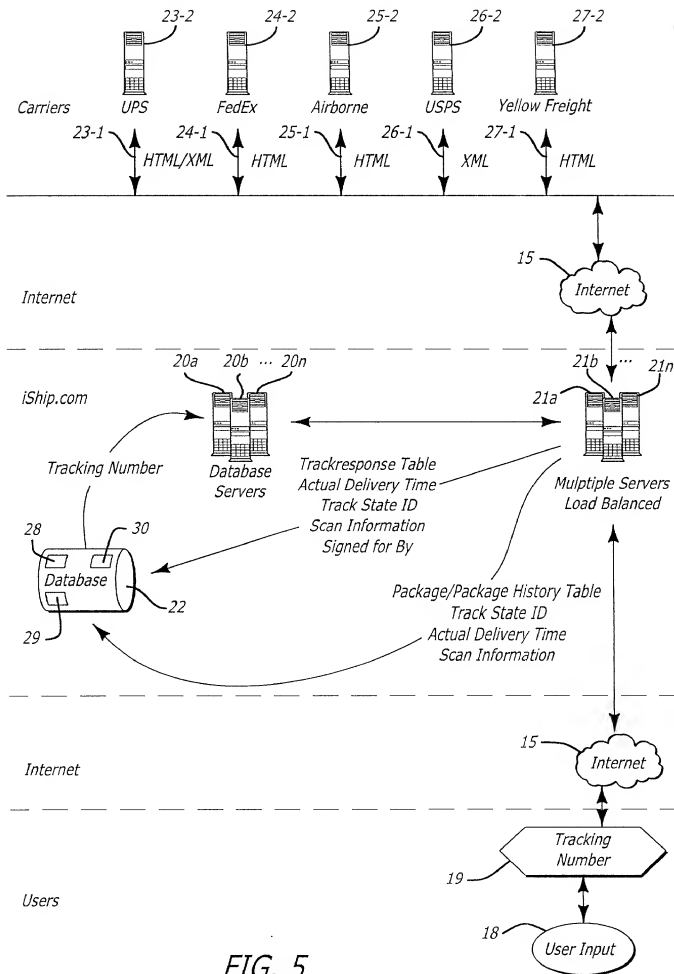 23-2 24-2 25-2 26-2 27-2
Carriers UPS FedEx Airborne USPS Yellow Freight
23-1 24-1 25-1 26-1 27-1
HTML/XML HTML HTML XML HTML
15
Internet
Internet
20a 20b ... 20n
21b ... 21n
21a
iShip.com
Tracking Number
Database
Servers
Mulptiple Servers
Load Balanced
Trackresponse Table
Actual Delivery Time
Track State ID
Scan Information
Signed for By
28 30
Database
22
29
Package/Package History Table
Track State ID
Actual Delivery Time
Scan Information
15
Internet
Internet
Tracking
Number
19
Users
18
User Input
FIG. 5